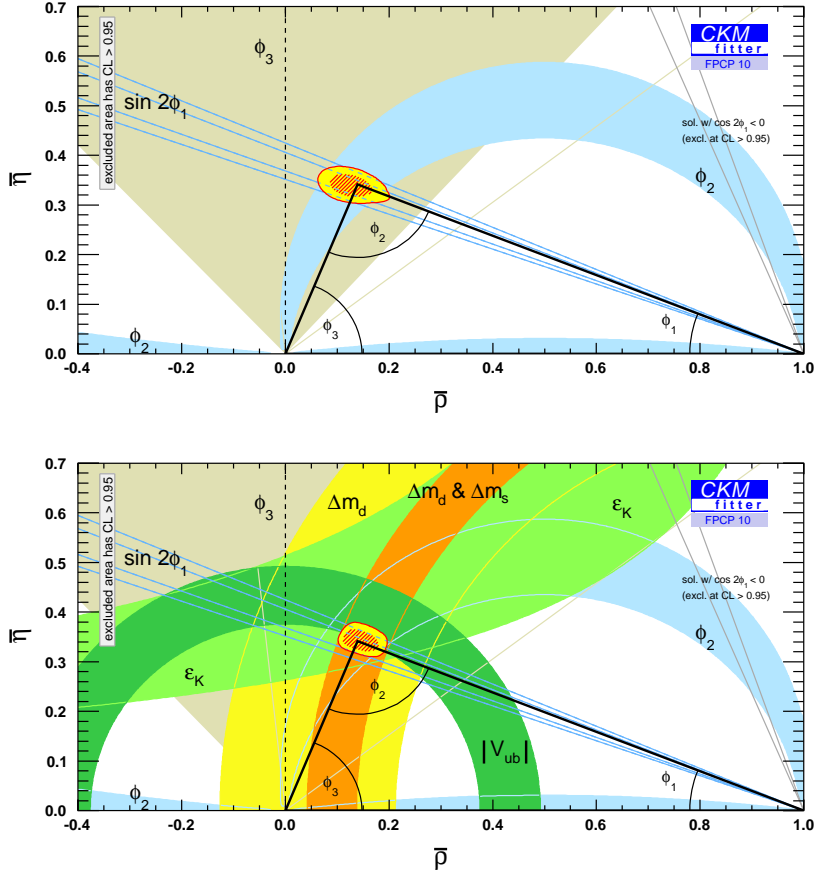 0.7
0.6
0.5
0.4
0.3
0.2
0.1
0.0
-0.4
-0.2
0.0
0.2
0.4
0.6
0.8
1.0
η̅
ρ̅
excluded area has CL > 0.95
ϕ₃
sin 2ϕ₁
CKM
fitter
FPCP 10
sol. w/ cos 2ϕ₁ < 0
(excl. at CL > 0.95)
ϕ₂
ϕ₂
ϕ₃
ϕ₁
ϕ₂
0.7
0.6
0.5
0.4
0.3
0.2
0.1
0.0
-0.4
-0.2
0.0
0.2
0.4
0.6
0.8
1.0
η̅
ρ̅
excluded area has CL > 0.95
ϕ₃
Δm_d
Δm_d & Δm_s
ε_K
sin 2ϕ₁
CKM
fitter
FPCP 10
sol. w/ cos 2ϕ₁ < 0
(excl. at CL > 0.95)
ϕ₂
ε_K
ϕ₂
|V_ub|
ϕ₃
ϕ₁
ϕ₂